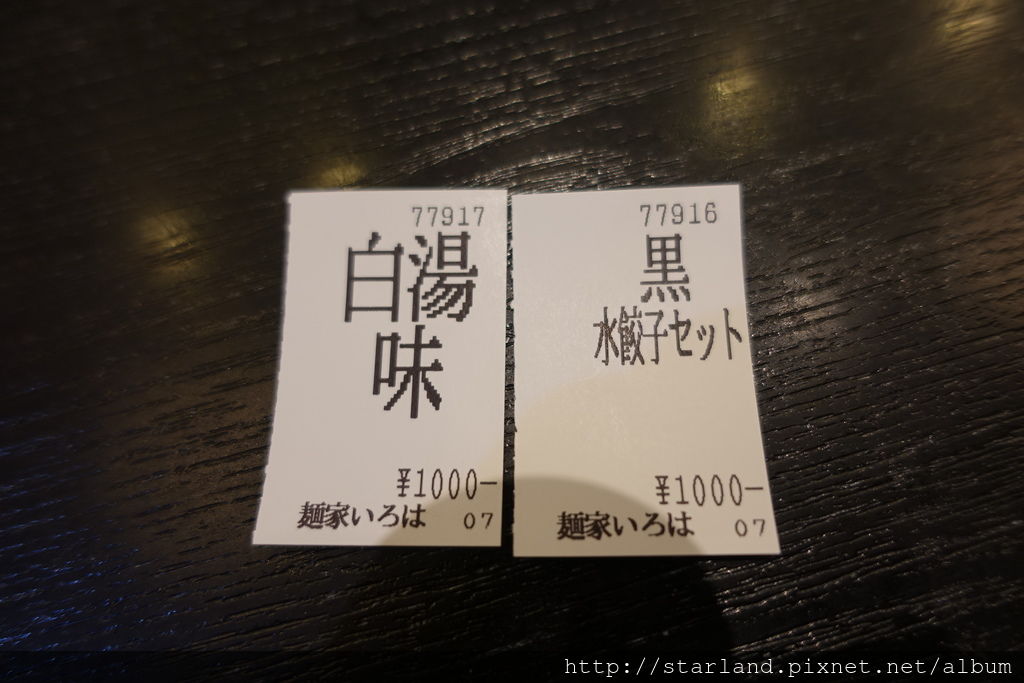 77917
白湯
味
¥1000-
麺家いろは 07
77916
黒
水餃子セット
¥1000-
麺家いろは 07
http://starland.pixnet.net/album